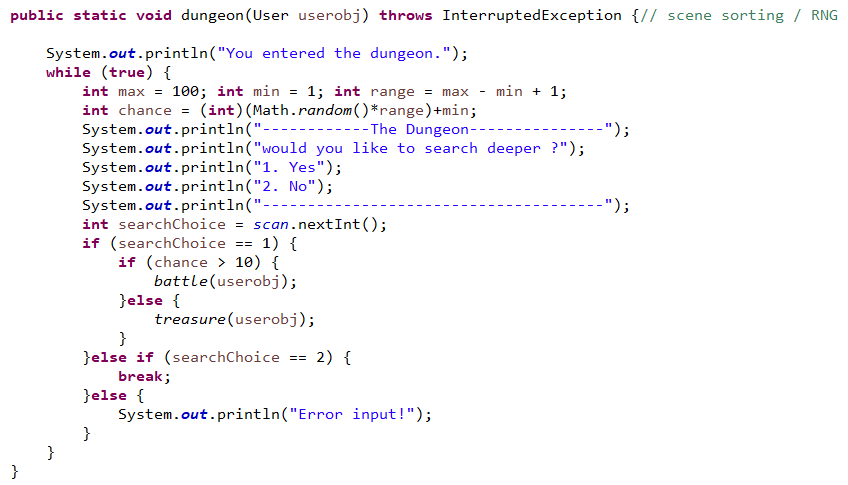 public static void dungeon(User userobj) throws InterruptedException {// scene sorting / RNG
System.out.println("You entered the dungeon.");
while (true) {
int max = 100; int min = 1; int range = max - min + 1;
int chance = (int)(Math.random()*range)+min;
System.out.println("------------The Dungeon---------------");
System.out.println("would you like to search deeper ?");
System.out.println("1. Yes");
System.out.println("2. No");
System.out.println("--------------------------------------");
int searchChoice = scan.nextInt();
if (searchChoice == 1) {
if (chance > 10) {
battle(userobj);
}else {
treasure(userobj);
}
}else if (searchChoice == 2) {
break;
}else {
System.out.println("Error input!");
}
}
}